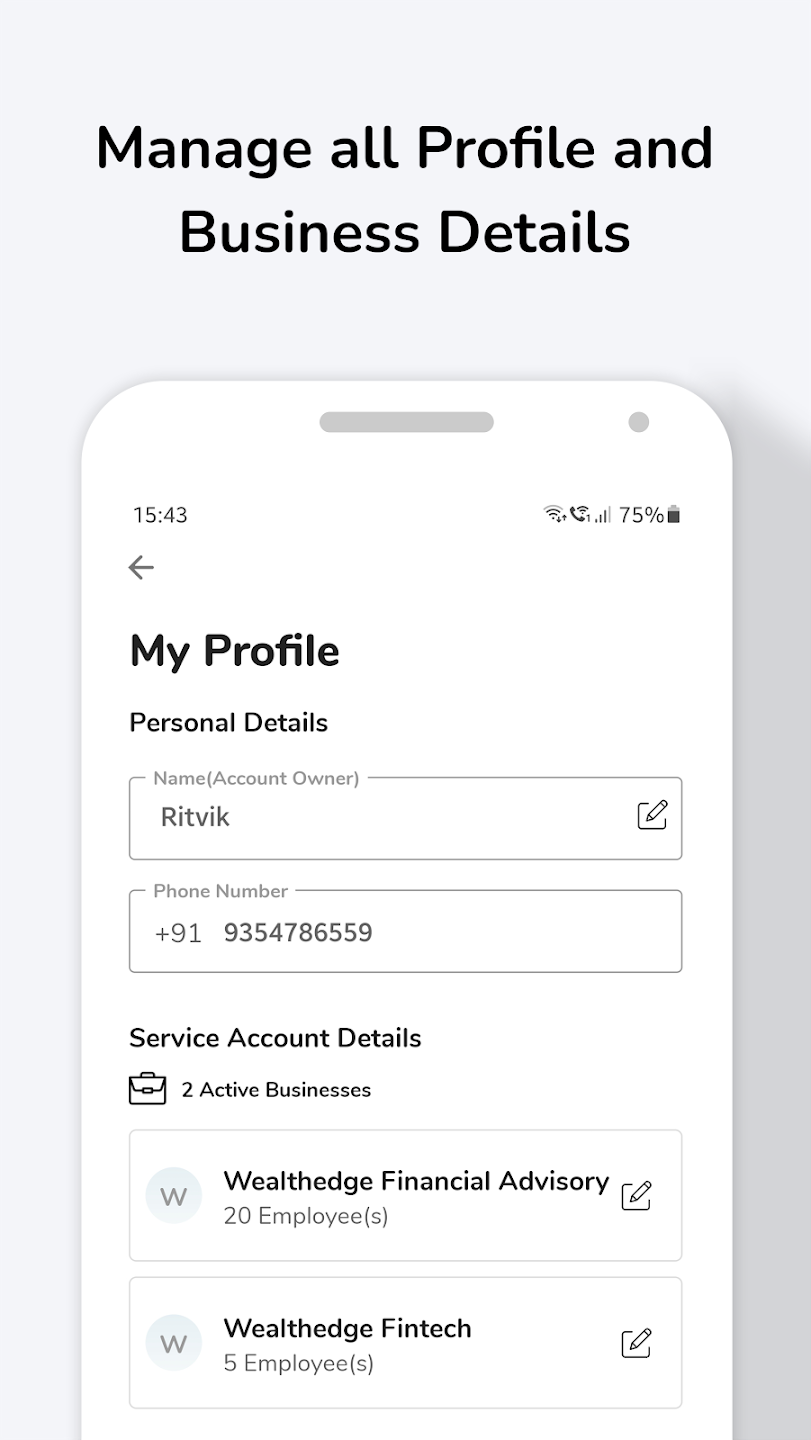 Manage all Profile and
Business Details
15:43
75%
My Profile
Personal Details
Name(Account Owner)
Ritvik
Phone Number
+91 9354786559
Service Account Details
2 Active Businesses
W
Wealthedge Financial Advisory
20 Employee(s)
W
Wealthedge Fintech
5 Employee(s)